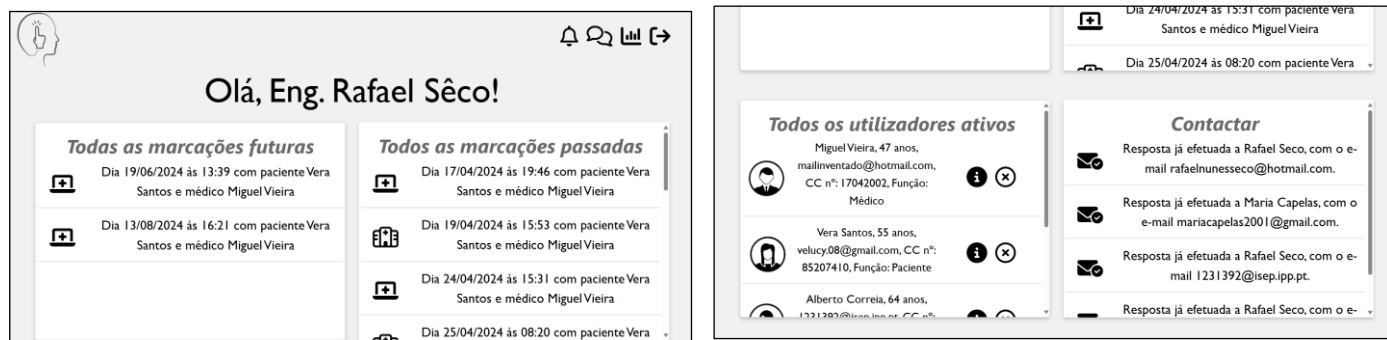 Olá, Eng. Rafael Sêco!
Todas as marcações futuras
Dia 19/06/2024 às 13:39 com paciente Vera
Santos e médico Miguel Vieira
Dia 13/08/2024 às 16:21 com paciente Vera
Santos e médico Miguel Vieira
Todos as marcações passadas
Dia 17/04/2024 às 19:46 com paciente Vera
Santos e médico Miguel Vieira
Dia 19/04/2024 às 15:53 com paciente Vera
Santos e médico Miguel Vieira
Dia 24/04/2024 às 15:31 com paciente Vera
Santos e médico Miguel Vieira
Dia 25/04/2024 às 08:20 com paciente Vera
Dia 24/04/2024 às 15:31 com paciente Vera
Santos e médico Miguel Vieira
Dia 25/04/2024 às 08:20 com paciente Vera
Todos os utilizadores ativos
Miguel Vieira, 47 anos,
mailinventado@hotmail.com,
CC nº: 17042002, Função:
Médico
Vera Santos, 55 anos,
velucy.08@gmail.com, CC nº:
85207410, Função: Paciente
Alberto Correia, 64 anos,
1231392@isep.ipp.pt, CC nº:
Contactar
Resposta já efetuada a Rafael Seco, com o e-
mail rafaelnunesseco@hotmail.com.
Resposta já efetuada a Maria Capelas, com o
e-mail mariacapelas2001@gmail.com.
Resposta já efetuada a Rafael Seco, com o e-
mail 1231392@isep.ipp.pt.
Resposta já efetuada a Rafael Seco, com o e-